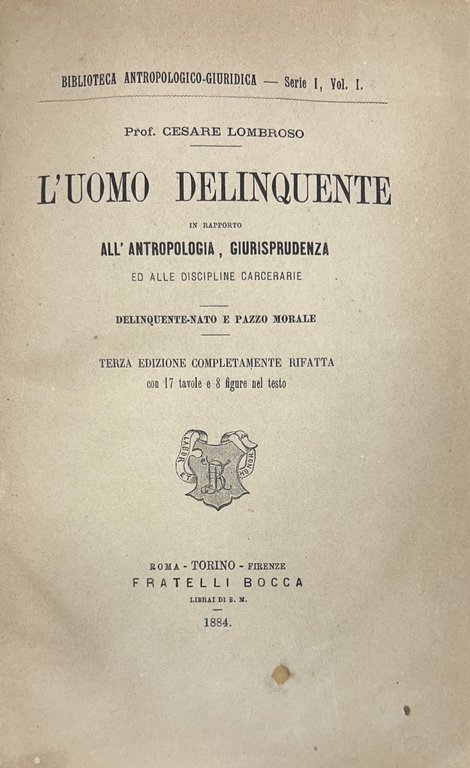 BIBLIOTECA ANTROPOLOGICO-GIURIDICA — Serie I, Vol. I.
Prof. CESARE LOMBROSO
L'UOMO DELINQUENTE
IN RAPPORTO
ALL'ANTROPOLOGIA, GIURISPRUDENZA
ED ALLE DISCIPLINE CARCERARIE
DELINQUENTE-NATO E PAZZO MORALE
TERZA EDIZIONE COMPLETAMENTE RIFATTA
con 17 tavole e 8 figure nel testo
LABOR ET
ROMA - TORINO - FIRENZE
FRATELLI BOCCA
LIBRAI DI S. M.
1884.